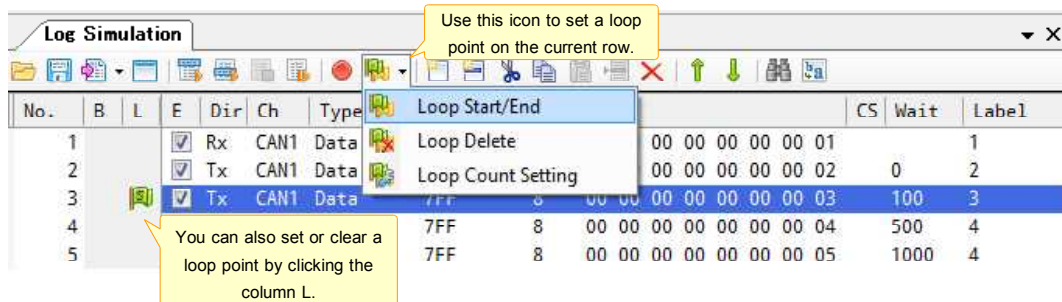 Use this icon to set a loop
point on the current row.
Log Simulation
No. B L E Dir Ch Type CS Wait Label
Loop Start/End
Loop Delete
Loop Count Setting
1 Rx CAN1 Data 00 00 00 00 00 01 1
2 Tx CAN1 Data 00 00 00 00 00 02 0 2
3 S Tx CAN1 Data 7FF 8 00 00 00 00 00 00 00 03 100 3
4 7FF 8 00 00 00 00 00 00 00 04 500 4
5 7FF 8 00 00 00 00 00 00 00 05 1000 4
You can also set or clear a
loop point by clicking the
column L.